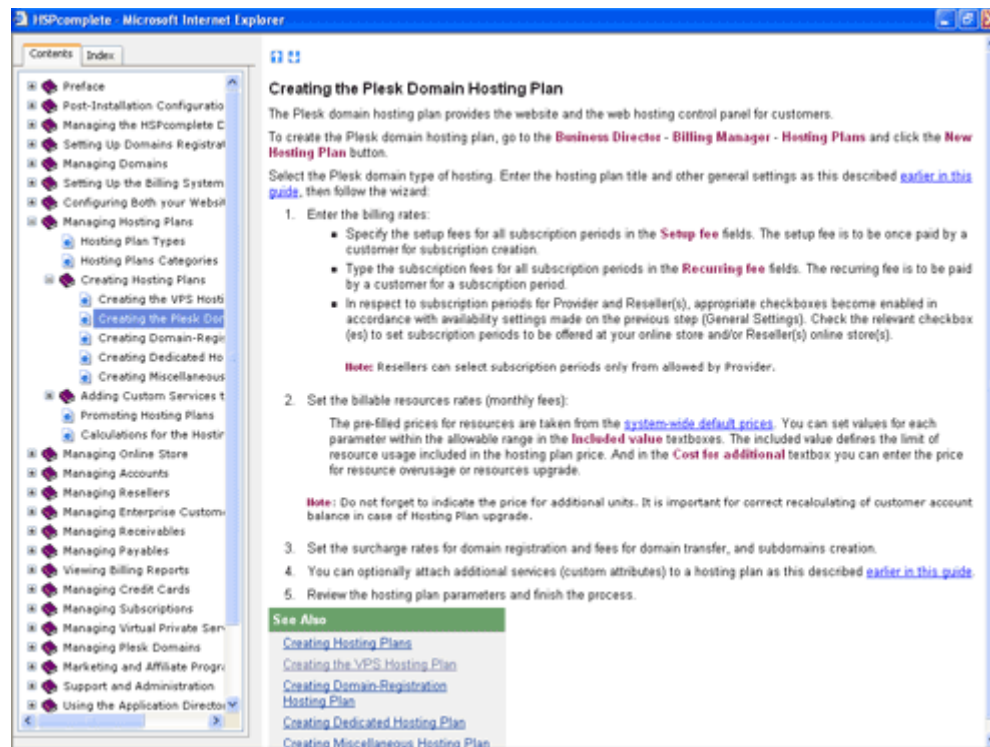 HSPcomplete - Microsoft Internet Explorer
Contents
Index
Preface
Post-Installation Configuratio
Managing the HSPcomplete D
Setting Up Domains Registrat
Managing Domains
Setting Up the Billing System
Configuring Both your Websit
Managing Hosting Plans
Hosting Plan Types
Hosting Plans Categories
Creating Hosting Plans
Creating the VPS Hosti
Creating the Plesk Dor
Creating Domain-Regis
Creating Dedicated Ho
Creating Miscellaneous
Adding Custom Services t
Promoting Hosting Plans
Calculations for the Hostin
Managing Online Store
Managing Accounts
Managing Resellers
Managing Enterprise Custome
Managing Receivables
Managing Payables
Viewing Billing Reports
Managing Credit Cards
Managing Subscriptions
Managing Virtual Private Serv
Managing Plesk Domains
Marketing and Affiliate Progra
Support and Administration
Using the Application Director
Creating the Plesk Domain Hosting Plan
The Plesk domain hosting plan provides the website and the web hosting control panel for customers.
To create the Plesk domain hosting plan, go to the Business Director - Billing Manager - Hosting Plans and click the New
Hosting Plan button.
Select the Plesk domain type of hosting. Enter the hosting plan title and other general settings as this described earlier in this
guide, then follow the wizard:
1. Enter the billing rates:
Specify the setup fees for all subscription periods in the Setup fee fields. The setup fee is to be once paid by a
customer for subscription creation.
Type the subscription fees for all subscription periods in the Recurring fee fields. The recurring fee is to be paid
by a customer for a subscription period.
In respect to subscription periods for Provider and Reseller(s), appropriate checkboxes become enabled in
accordance with availability settings made on the previous step (General Settings). Check the relevant checkbox
(es) to set subscription periods to be offered at your online store and/or Reseller(s) online store(s).
Note: Resellers can select subscription periods only from allowed by Provider.
2. Set the billable resources rates (monthly fees):
The pre-filled prices for resources are taken from the system-wide default prices. You can set values for each
parameter within the allowable range in the Included value textboxes. The included value defines the limit of
resource usage included in the hosting plan price. And in the Cost for additional textbox you can enter the price
for resource overusage or resources upgrade.
Note: Do not forget to indicate the price for additional units. It is important for correct recalculating of customer account
balance in case of Hosting Plan upgrade.
3. Set the surcharge rates for domain registration and fees for domain transfer, and subdomains creation.
4. You can optionally attach additional services (custom attributes) to a hosting plan as this described earlier in this guide.
5. Review the hosting plan parameters and finish the process.
See Also
Creating Hosting Plans
Creating the VPS Hosting Plan
Creating Domain-Registration
Hosting Plan
Creating Dedicated Hosting Plan
Creating Miscellaneous Hosting Plan